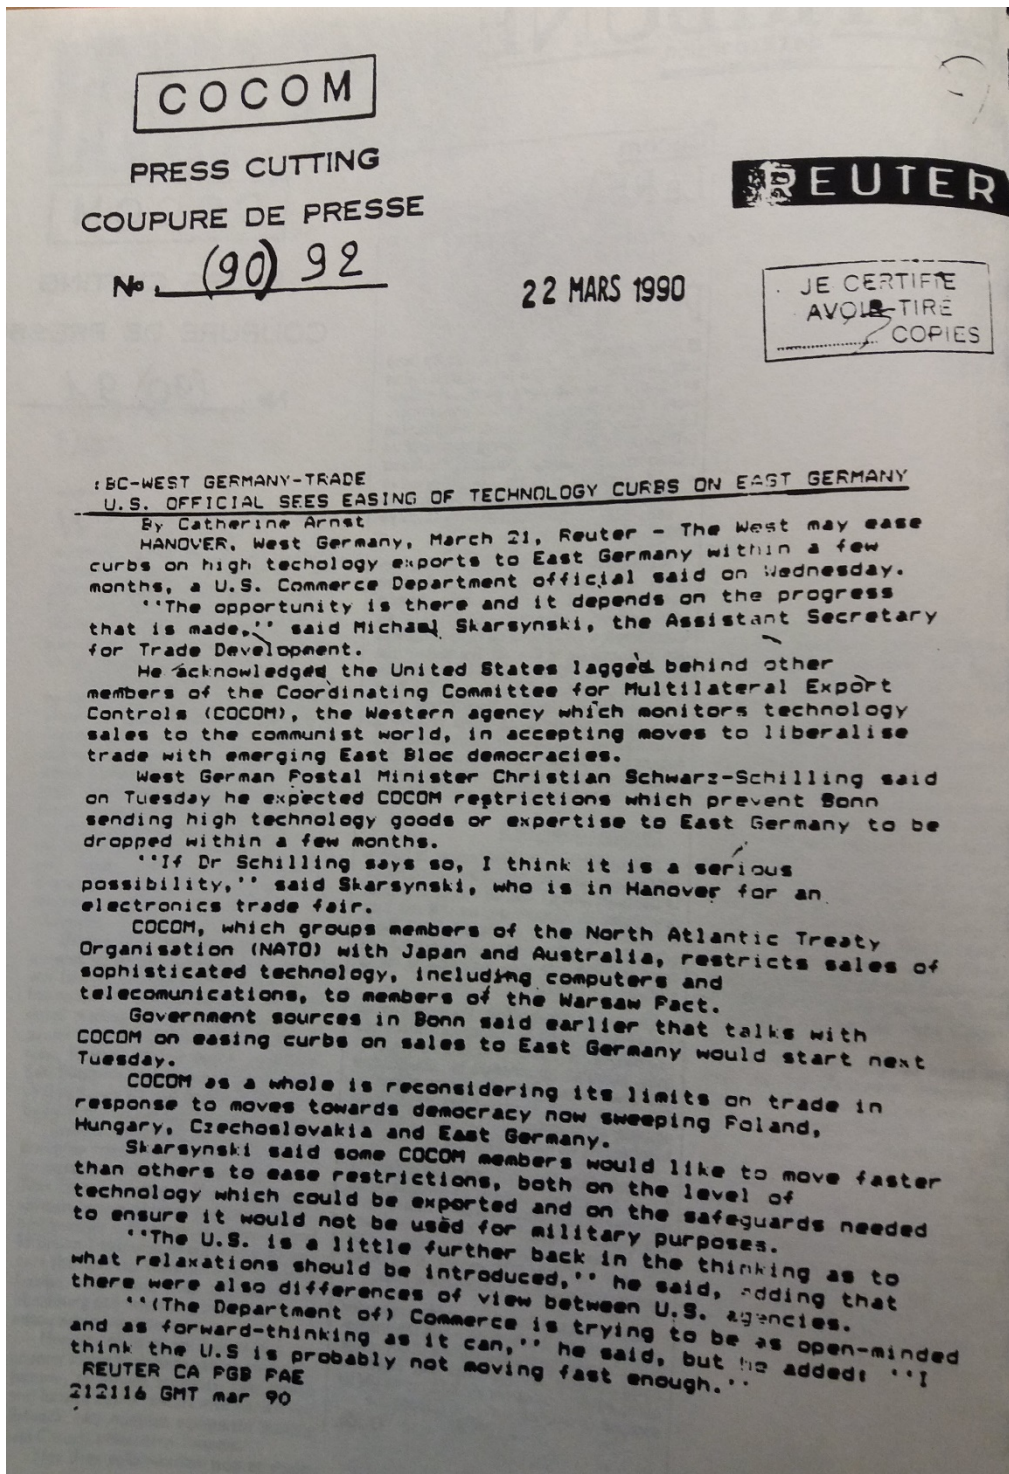 COCOM
PRESS CUTTING
COUPURE DE PRESSE
No. (90) 92
REUTER
22 MARS 1990
JE CERTIFIE
AVOIR TIRE
COPIES
:BC-WEST GERMANY-TRADE
U.S. OFFICIAL SEES EASING OF TECHNOLOGY CURBS ON EAST GERMANY
By Catherine Arnst
HANOVER, West Germany, March 21, Reuter - The West may ease
curbs on high techology exports to East Germany within a few
months, a U.S. Commerce Department official said on Wednesday.
''The opportunity is there and it depends on the progress
that is made,'' said Michael Skarsynski, the Assistant Secretary
for Trade Development.
He acknowledged the United States lagged behind other
members of the Coordinating Committee for Multilateral Export
Controls (COCOM), the Western agency which monitors technology
sales to the communist world, in accepting moves to liberalise
trade with emerging East Bloc democracies.
West German Postal Minister Christian Schwarz-Schilling said
on Tuesday he expected COCOM restrictions which prevent Bonn
sending high technology goods or expertise to East Germany to be
dropped within a few months.
''If Dr Schilling says so, I think it is a serious
possibility,'' said Skarsynski, who is in Hanover for an
electronics trade fair.
COCOM, which groups members of the North Atlantic Treaty
Organisation (NATO) with Japan and Australia, restricts sales of
sophisticated technology, including computers and
telecomunications, to members of the Warsaw Pact.
Government sources in Bonn said earlier that talks with
COCOM on easing curbs on sales to East Germany would start next
Tuesday.
COCOM as a whole is reconsidering its limits on trade in
response to moves towards democracy now sweeping Poland,
Hungary, Czechoslovakia and East Germany.
Skarsynski said some COCOM members would like to move faster
than others to ease restrictions, both on the level of
technology which could be exported and on the safeguards needed
to ensure it would not be used for military purposes.
''The U.S. is a little further back in the thinking as to
what relaxations should be introduced,'' he said, adding that
there were also differences of view between U.S. agencies.
''(The Department of) Commerce is trying to be as open-minded
and as forward-thinking as it can,'' he said, but he added: ''I
think the U.S is probably not moving fast enough.''
REUTER CA PGB PAE
212116 GMT mar 90